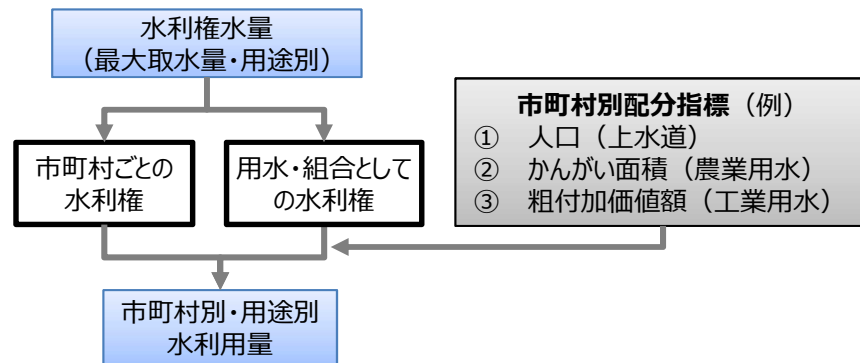 水利権水量
（最大取水量・用途別）
市町村ごとの
水利権
用水・組合として
の水利権
市町村別配分指標（例）
① 人口（上水道）
② かんがい面積（農業用水）
③ 粗付加価値額（工業用水）
市町村別・用途別
水利用量